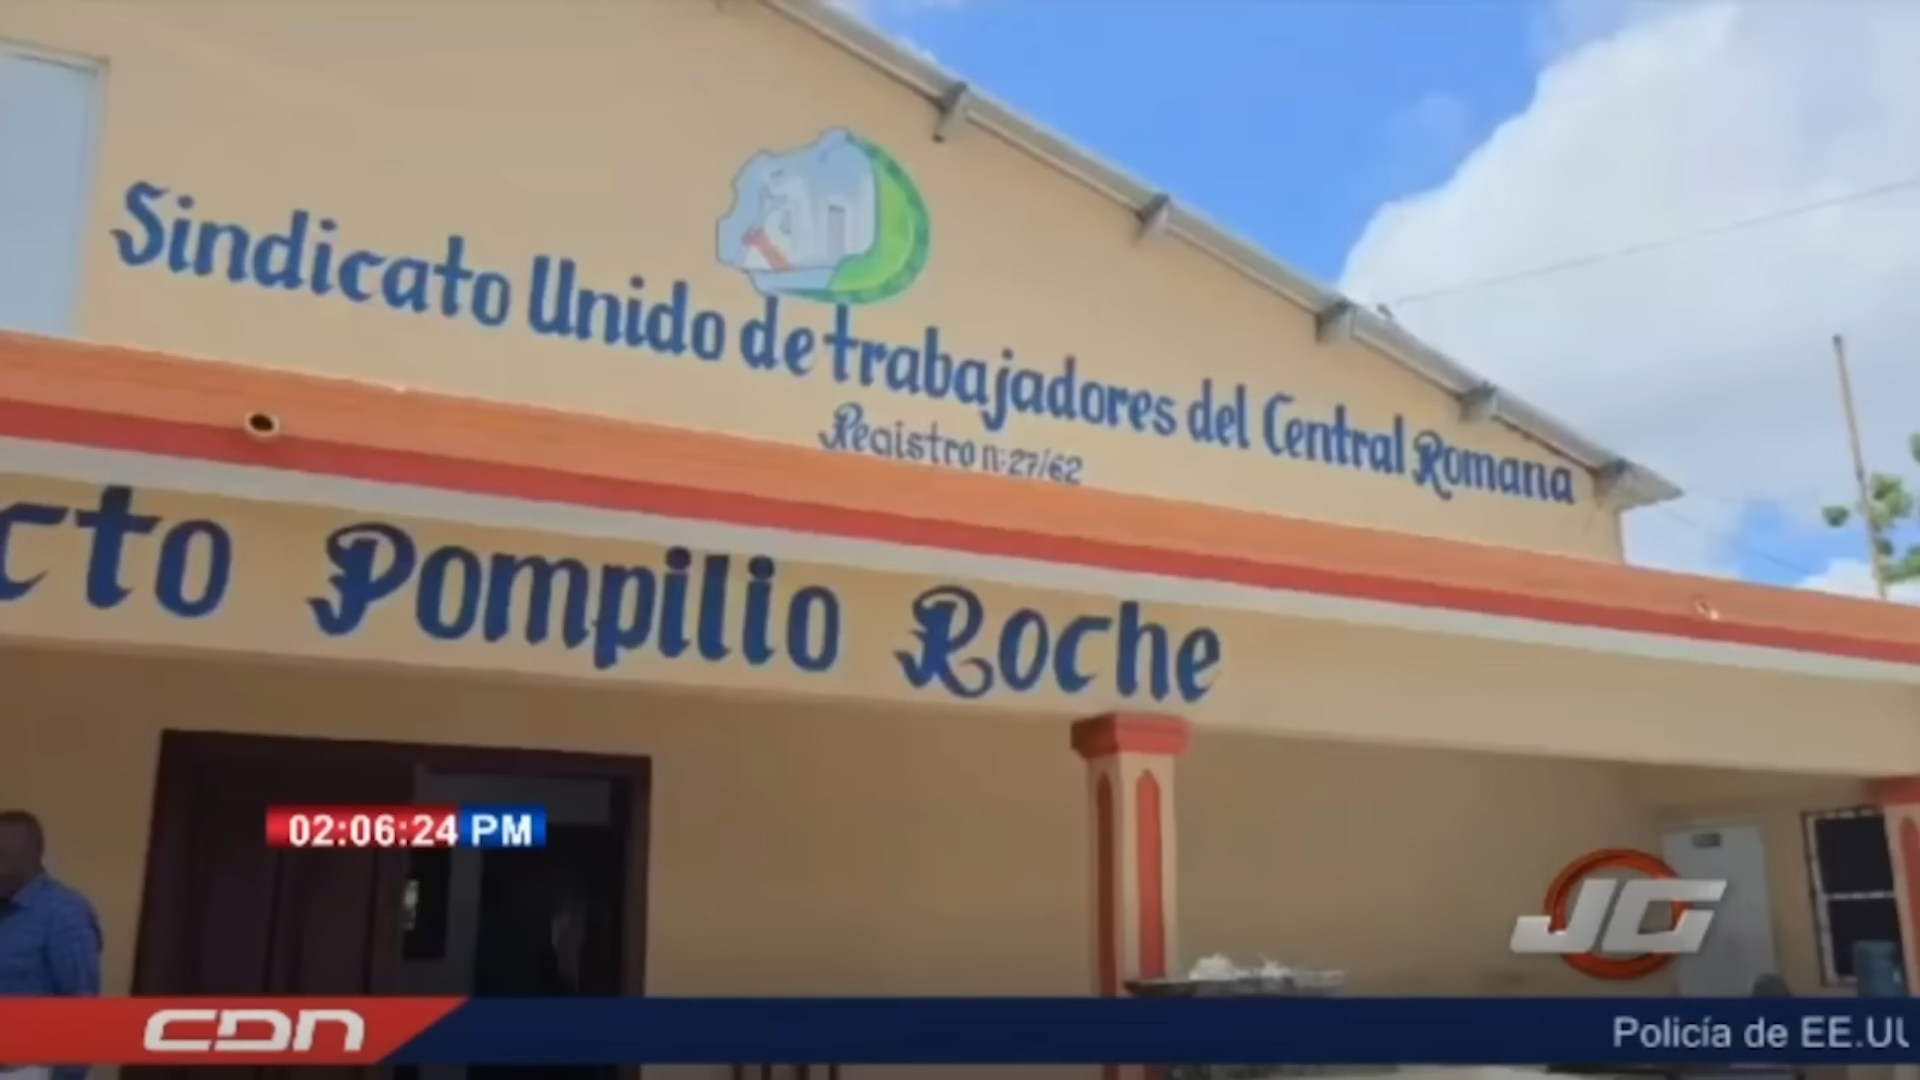 Sindicato Unido de trabajadores del Central Romana
Registro n: 27/62
cto Pompilio Roche
02:06:24 PM
JG
CDN
Policía de EE.UU